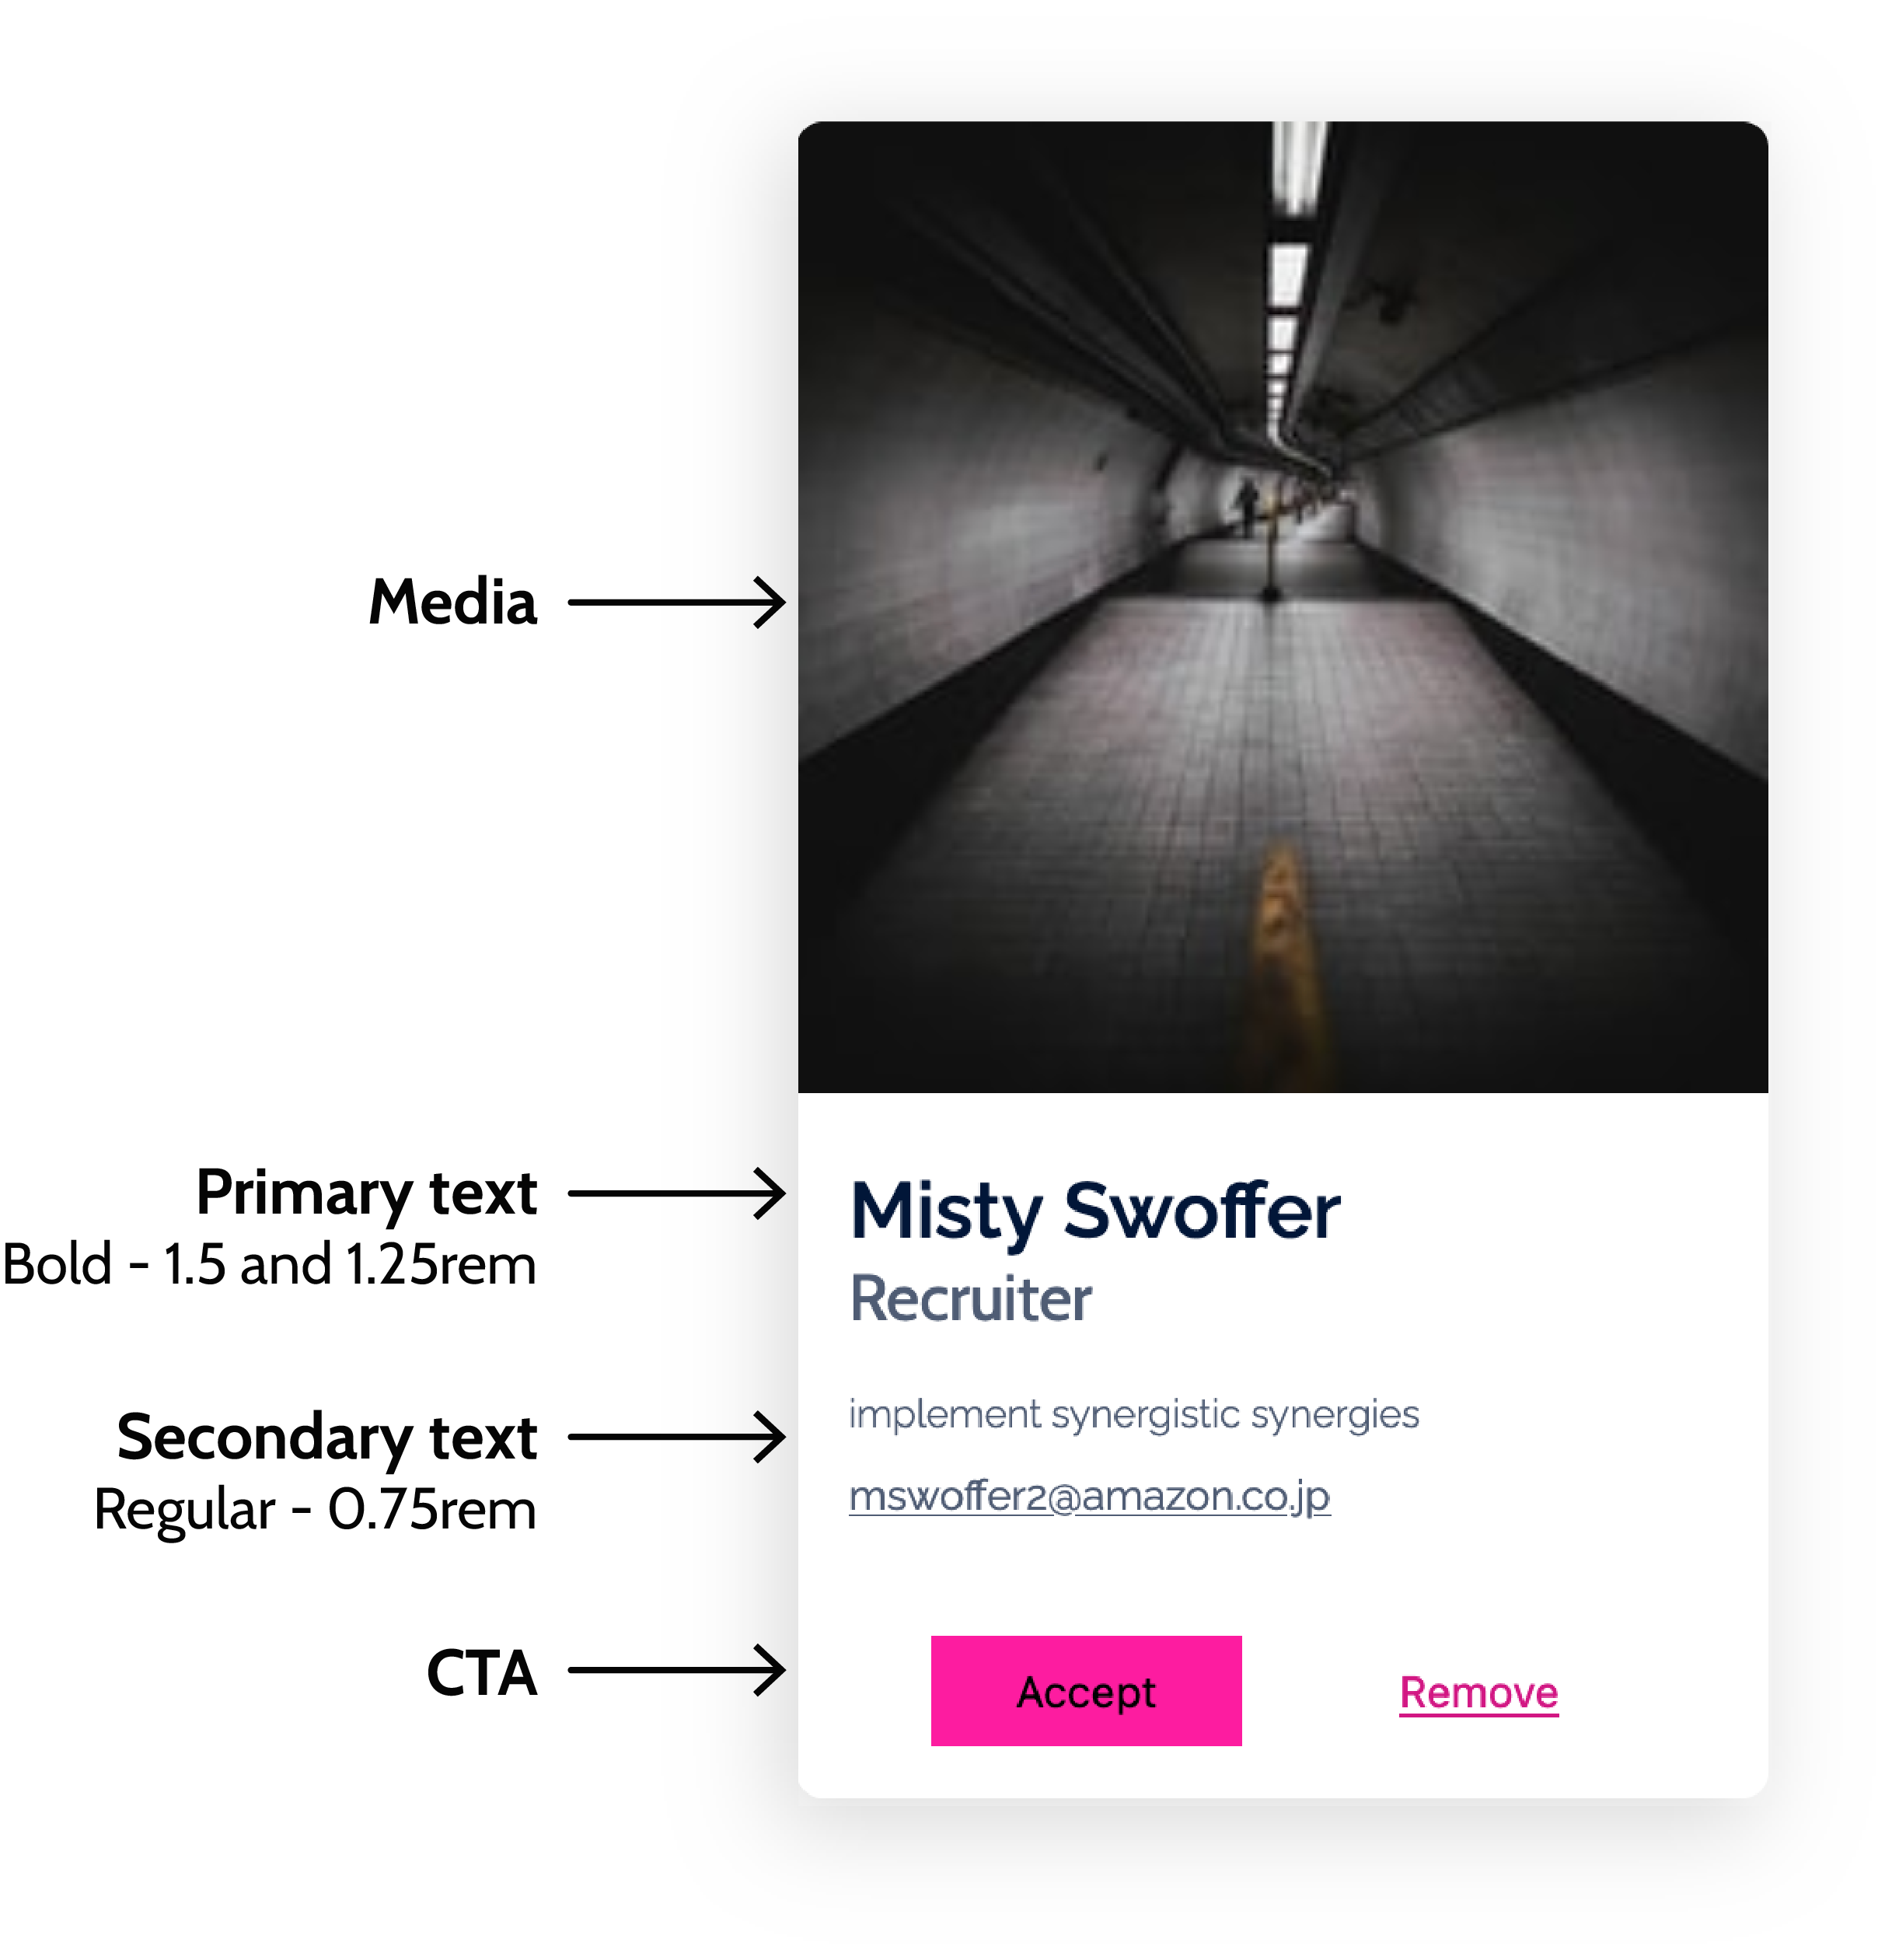 Media
Primary text
Bold - 1.5 and 1.25rem
Misty Swoffer
Recruiter
Secondary text
Regular - 0.75rem
implement synergistic synergies
mswoffer2@amazon.co.jp
CTA
Accept
Remove